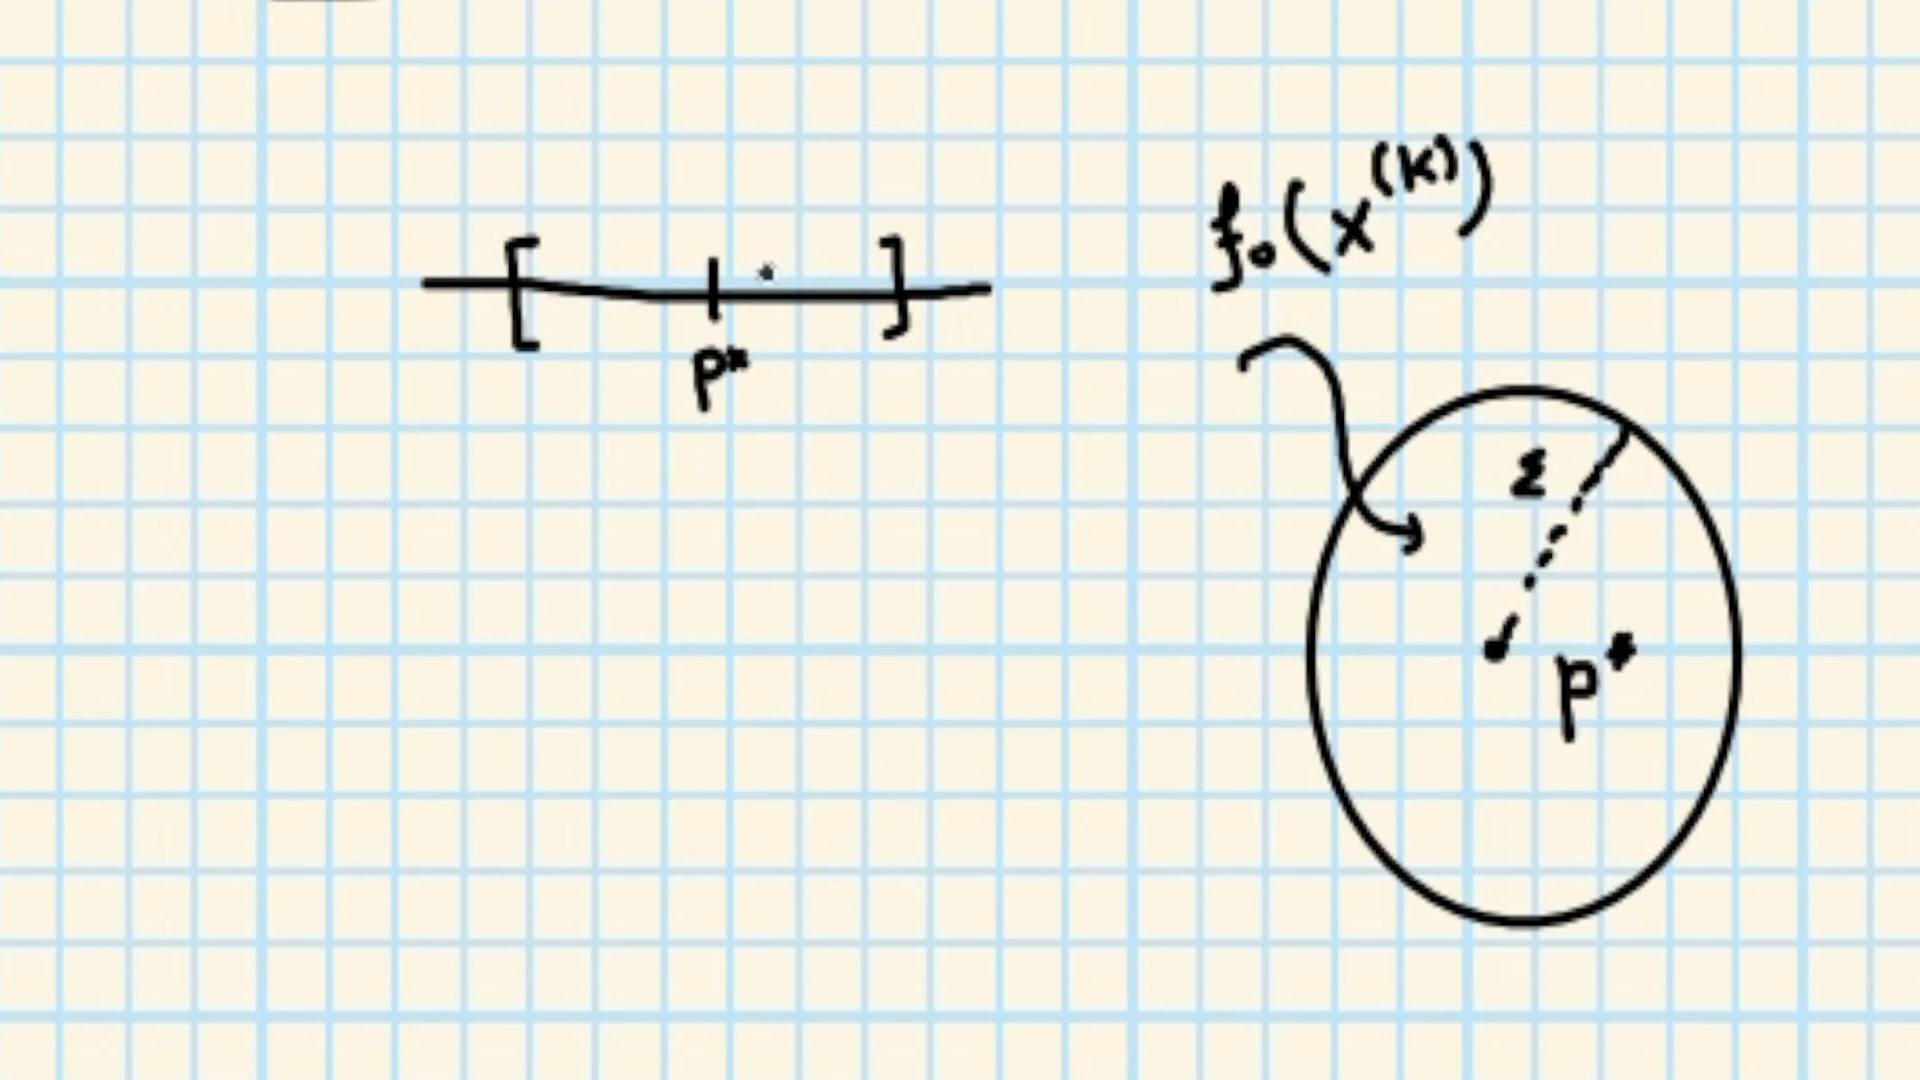 p*
f₀(x^(k))
ε
p*